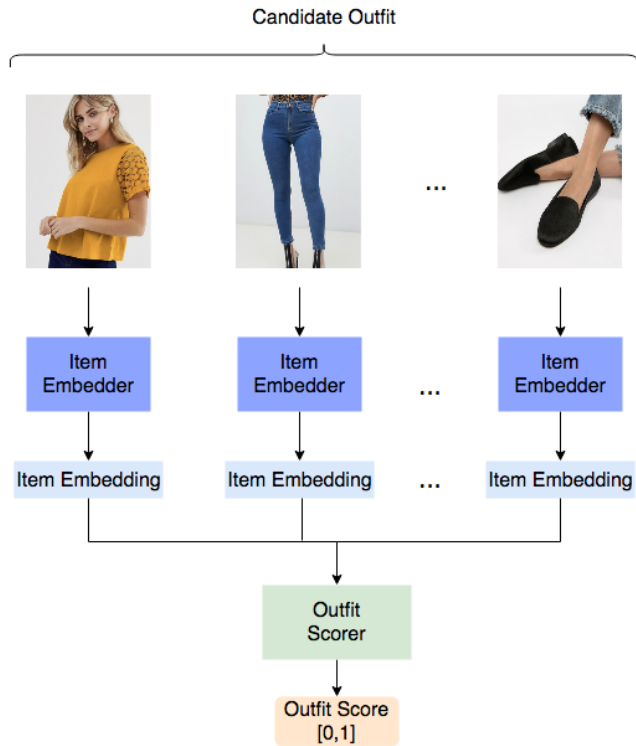 Candidate Outfit
...
Item
Embedder
Item
Embedder
...
Item
Embedder
Item Embedding
Item Embedding
...
Item Embedding
Outfit
Scorer
Outfit Score
[0,1]